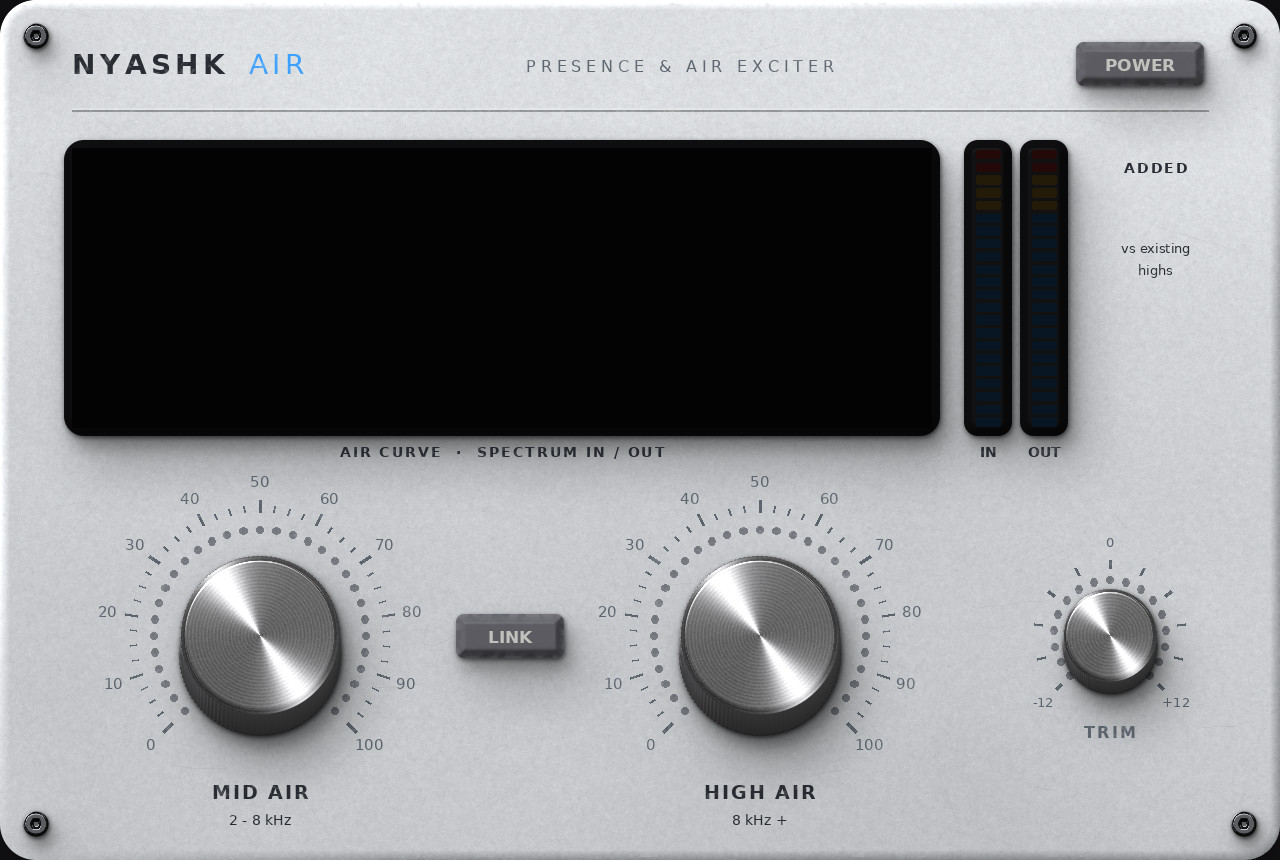 NYASHK AIR
PRESENCE & AIR EXCITER
POWER
ADDED
vs existing
highs
AIR CURVE · SPECTRUM IN / OUT
IN
OUT
0
10
20
30
40
50
60
70
80
90
100
MID AIR
2 - 8 kHz
LINK
0
10
20
30
40
50
60
70
80
90
100
HIGH AIR
8 kHz +
0
-12
+12
TRIM